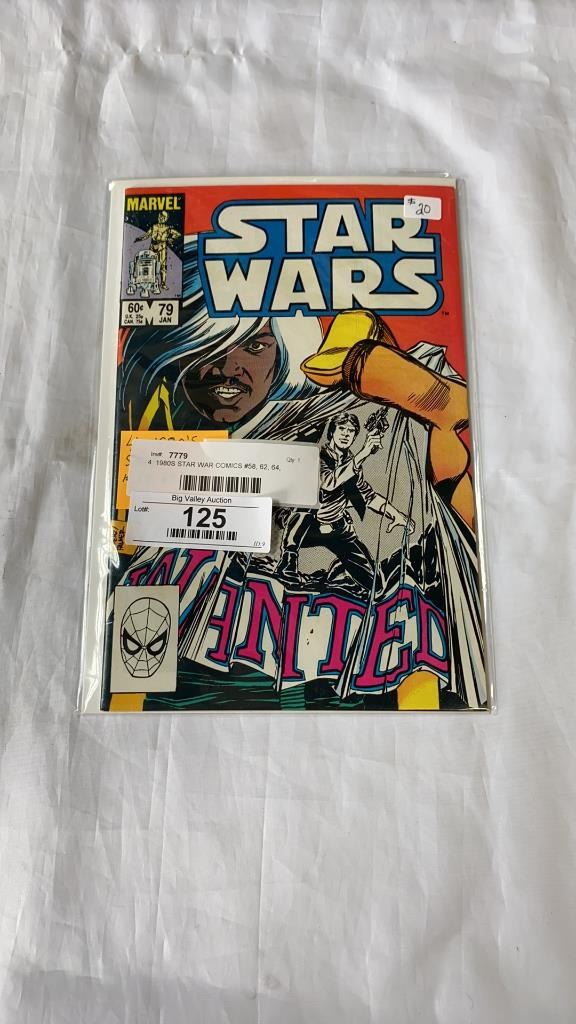 MARVEL
$20
STAR
WARS
TM
60¢
79
U.K. 25p
CAN. 75¢
JAN
Inv#: 7779
Qty: 1
4 1980S STAR WAR COMICS #58, 62, 64,
Big Valley Auction
Lot#:
125
WANTED